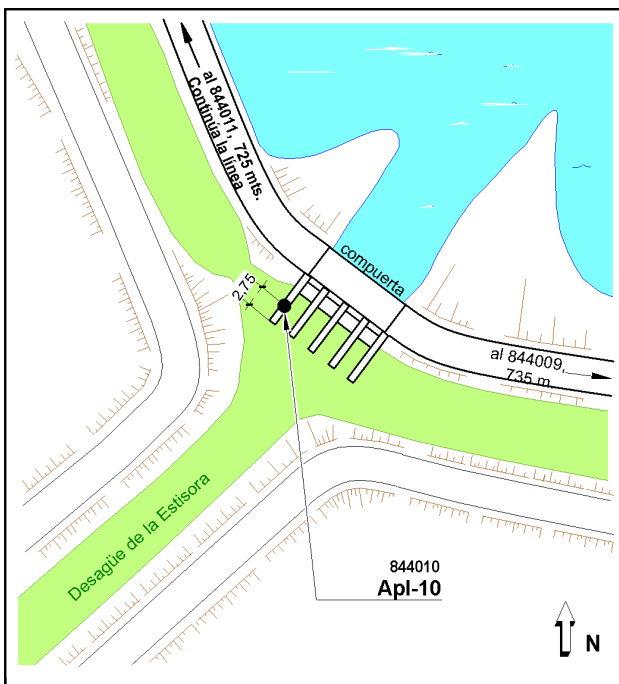 al 844011, 725 mts.
Continúa la línea
compuerta
2,75
al 844009,
735 m.
Desagüe de la Estisora
844010
Apl-10
N